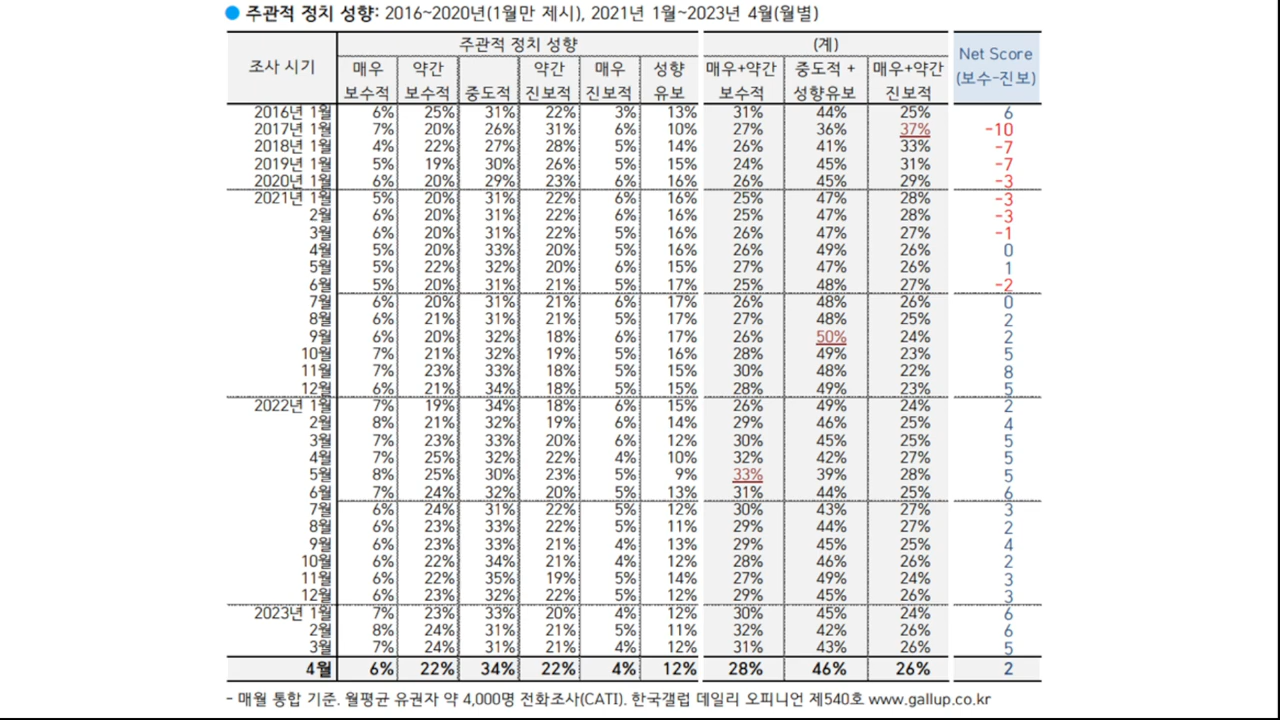 주관적 정치 성향: 2016~2020년(1월만 제시), 2021년 1월~2023년 4월(월별)
조사 시기 주관적 정치 성향 (계) Net Score (보수-진보)
매우 보수적 약간 보수적 중도적 약간 진보적 매우 진보적 성향 유보 매우+약간 보수적 중도적 + 성향유보 매우+약간 진보적
2016년 1월 6% 25% 31% 22% 3% 13% 31% 44% 25% 6
2017년 1월 7% 20% 26% 31% 6% 10% 27% 36% 37% -10
2018년 1월 4% 22% 27% 28% 5% 14% 26% 41% 33% -7
2019년 1월 5% 19% 30% 26% 5% 15% 24% 45% 31% -7
2020년 1월 6% 20% 29% 23% 6% 16% 26% 45% 29% -3
2021년 1월 5% 20% 31% 22% 6% 16% 25% 47% 28% -3
2월 6% 20% 31% 22% 6% 16% 25% 47% 28% -3
3월 6% 20% 31% 22% 5% 16% 26% 47% 27% -1
4월 5% 20% 33% 20% 5% 16% 26% 49% 26% 0
5월 5% 22% 32% 20% 6% 15% 27% 47% 26% 1
6월 5% 20% 31% 21% 5% 17% 25% 48% 27% -2
7월 6% 20% 31% 21% 6% 17% 26% 48% 26% 0
8월 6% 21% 31% 21% 5% 17% 27% 48% 25% 2
9월 6% 20% 32% 18% 6% 17% 26% 50% 24% 2
10월 7% 21% 32% 19% 5% 16% 28% 49% 23% 5
11월 7% 23% 33% 18% 5% 15% 30% 48% 22% 8
12월 6% 21% 34% 18% 5% 15% 28% 49% 23% 5
2022년 1월 7% 19% 34% 18% 6% 15% 26% 49% 24% 2
2월 8% 21% 32% 19% 6% 14% 29% 46% 25% 4
3월 7% 23% 33% 20% 6% 12% 30% 45% 25% 5
4월 7% 25% 32% 22% 4% 10% 32% 42% 27% 5
5월 8% 25% 30% 23% 5% 9% 33% 39% 28% 5
6월 7% 24% 32% 20% 5% 13% 31% 44% 25% 6
7월 6% 24% 31% 22% 5% 12% 30% 43% 27% 3
8월 6% 23% 33% 22% 5% 11% 29% 44% 27% 2
9월 6% 23% 33% 21% 4% 13% 29% 45% 25% 4
10월 6% 22% 34% 21% 4% 12% 28% 46% 26% 2
11월 6% 22% 35% 19% 5% 14% 27% 49% 24% 3
12월 6% 23% 32% 22% 5% 12% 29% 45% 26% 3
2023년 1월 7% 23% 33% 20% 4% 12% 30% 45% 24% 6
2월 8% 24% 31% 21% 5% 11% 32% 42% 26% 6
3월 7% 24% 31% 21% 4% 12% 31% 43% 26% 5
4월 6% 22% 34% 22% 4% 12% 28% 46% 26% 2
- 매월 통합 기준. 월평균 유권자 약 4,000명 전화조사(CATI). 한국갤럽 데일리 오피니언 제540호 www.gallup.co.kr